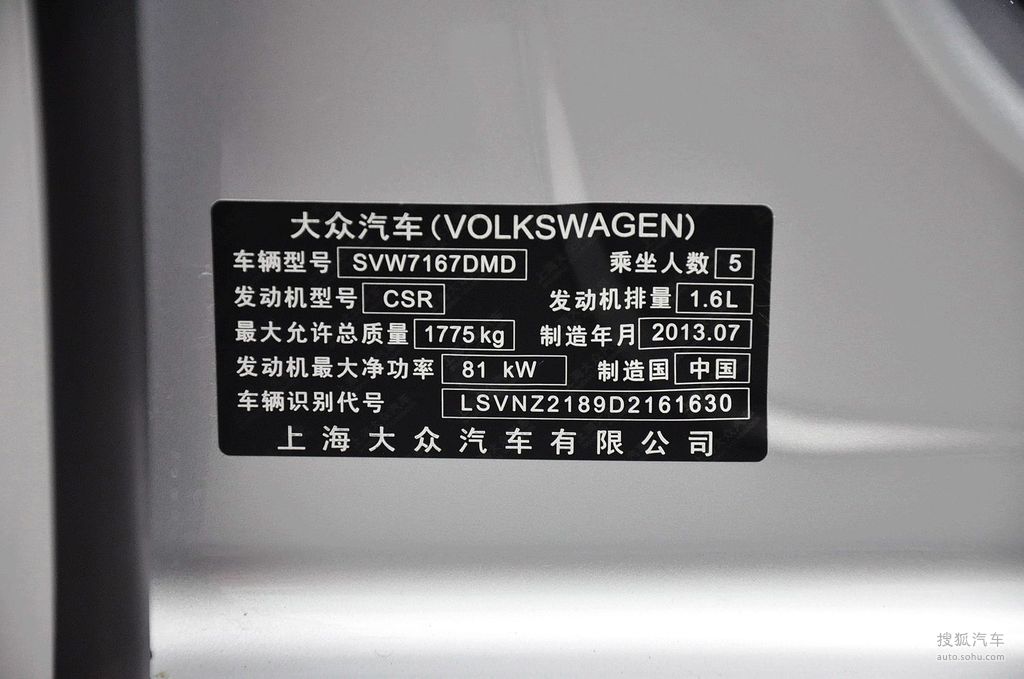 大众汽车(VOLKSWAGEN)
车辆型号 SVW7167DMD 乘坐人数 5
发动机型号 CSR 发动机排量 1.6L
最大允许总质量 1775kg 制造年月 2013.07
发动机最大净功率 81 kW 制造国 中国
车辆识别代号 LSVNZ2189D2161630
上海大众汽车有限公司
搜狐汽车
auto.sohu.com